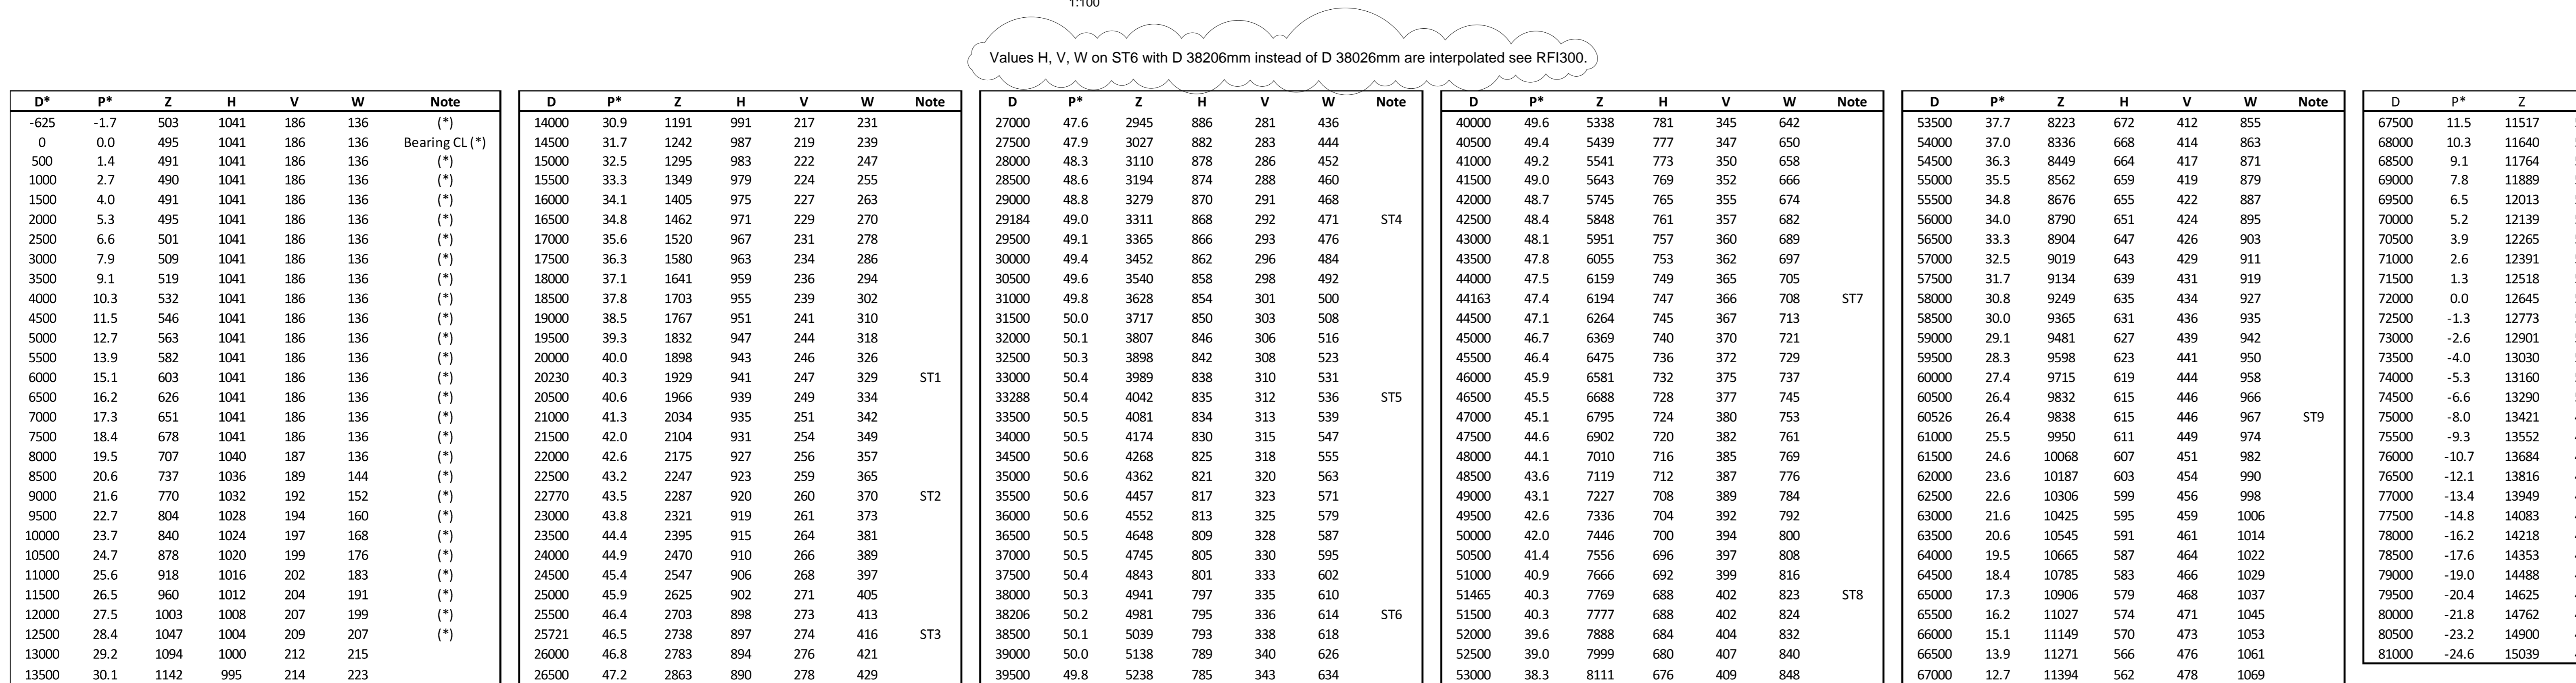 1:100
Values H, V, W on ST6 with D 38206mm instead of D 38026mm are interpolated see RFI300.
D* P* Z H V W Note
-625 -1.7 503 1041 186 136 (*)
0 0.0 495 1041 186 136 Bearing CL (*)
500 1.4 491 1041 186 136 (*)
1000 2.7 490 1041 186 136 (*)
1500 4.0 491 1041 186 136 (*)
2000 5.3 495 1041 186 136 (*)
2500 6.6 501 1041 186 136 (*)
3000 7.9 509 1041 186 136 (*)
3500 9.1 519 1041 186 136 (*)
4000 10.3 532 1041 186 136 (*)
4500 11.5 546 1041 186 136 (*)
5000 12.7 563 1041 186 136 (*)
5500 13.9 582 1041 186 136 (*)
6000 15.1 603 1041 186 136 (*)
6500 16.2 626 1041 186 136 (*)
7000 17.3 651 1041 186 136 (*)
7500 18.4 678 1041 186 136 (*)
8000 19.5 707 1040 187 136 (*)
8500 20.6 737 1036 189 144 (*)
9000 21.6 770 1032 192 152 (*)
9500 22.7 804 1028 194 160 (*)
10000 23.7 840 1024 197 168 (*)
10500 24.7 878 1020 199 176 (*)
11000 25.6 918 1016 202 183 (*)
11500 26.5 960 1012 204 191 (*)
12000 27.5 1003 1008 207 199 (*)
12500 28.4 1047 1004 209 207 (*)
13000 29.2 1094 1000 212 215
13500 30.1 1142 995 214 223
D P* Z H V W Note
14000 30.9 1191 991 217 231
14500 31.7 1242 987 219 239
15000 32.5 1295 983 222 247
15500 33.3 1349 979 224 255
16000 34.1 1405 975 227 263
16500 34.8 1462 971 229 270
17000 35.6 1520 967 231 278
17500 36.3 1580 963 234 286
18000 37.1 1641 959 236 294
18500 37.8 1703 955 239 302
19000 38.5 1767 951 241 310
19500 39.3 1832 947 244 318
20000 40.0 1898 943 246 326
20230 40.3 1929 941 247 329 ST1
20500 40.6 1966 939 249 334
21000 41.3 2034 935 251 342
21500 42.0 2104 931 254 349
22000 42.6 2175 927 256 357
22500 43.2 2247 923 259 365
22770 43.5 2287 920 260 370 ST2
23000 43.8 2321 919 261 373
23500 44.4 2395 915 264 381
24000 44.9 2470 910 266 389
24500 45.4 2547 906 268 397
25000 45.9 2625 902 271 405
25500 46.4 2703 898 273 413
25721 46.5 2738 897 274 416 ST3
26000 46.8 2783 894 276 421
26500 47.2 2863 890 278 429
D P* Z H V W Note
27000 47.6 2945 886 281 436
27500 47.9 3027 882 283 444
28000 48.3 3110 878 286 452
28500 48.6 3194 874 288 460
29000 48.8 3279 870 291 468
29184 49.0 3311 868 292 471 ST4
29500 49.1 3365 866 293 476
30000 49.4 3452 862 296 484
30500 49.6 3540 858 298 492
31000 49.8 3628 854 301 500
31500 50.0 3717 850 303 508
32000 50.1 3807 846 306 516
32500 50.3 3898 842 308 523
33000 50.4 3989 838 310 531
33288 50.4 4042 835 312 536 ST5
33500 50.5 4081 834 313 539
34000 50.5 4174 830 315 547
34500 50.6 4268 825 318 555
35000 50.6 4362 821 320 563
35500 50.6 4457 817 323 571
36000 50.6 4552 813 325 579
36500 50.5 4648 809 328 587
37000 50.5 4745 805 330 595
37500 50.4 4843 801 333 602
38000 50.3 4941 797 335 610
38206 50.2 4981 795 336 614 ST6
38500 50.1 5039 793 338 618
39000 50.0 5138 789 340 626
39500 49.8 5238 785 343 634
D P* Z H V W Note
40000 49.6 5338 781 345 642
40500 49.4 5439 777 347 650
41000 49.2 5541 773 350 658
41500 49.0 5643 769 352 666
42000 48.7 5745 765 355 674
42500 48.4 5848 761 357 682
43000 48.1 5951 757 360 689
43500 47.8 6055 753 362 697
44000 47.5 6159 749 365 705
44163 47.4 6194 747 366 708 ST7
44500 47.1 6264 745 367 713
45000 46.7 6369 740 370 721
45500 46.4 6475 736 372 729
46000 45.9 6581 732 375 737
46500 45.5 6688 728 377 745
47000 45.1 6795 724 380 753
47500 44.6 6902 720 382 761
48000 44.1 7010 716 385 769
48500 43.6 7119 712 387 776
49000 43.1 7227 708 389 784
49500 42.6 7336 704 392 792
50000 42.0 7446 700 394 800
50500 41.4 7556 696 397 808
51000 40.9 7666 692 399 816
51465 40.3 7769 688 402 823 ST8
51500 40.3 7777 688 402 824
52000 39.6 7888 684 404 832
52500 39.0 7999 680 407 840
53000 38.3 8111 676 409 848
D P* Z H V W Note
53500 37.7 8223 672 412 855
54000 37.0 8336 668 414 863
54500 36.3 8449 664 417 871
55000 35.5 8562 659 419 879
55500 34.8 8676 655 422 887
56000 34.0 8790 651 424 895
56500 33.3 8904 647 426 903
57000 32.5 9019 643 429 911
57500 31.7 9134 639 431 919
58000 30.8 9249 635 434 927
58500 30.0 9365 631 436 935
59000 29.1 9481 627 439 942
59500 28.3 9598 623 441 950
60000 27.4 9715 619 444 958
60500 26.4 9832 615 446 966
60526 26.4 9838 615 446 967 ST9
61000 25.5 9950 611 449 974
61500 24.6 10068 607 451 982
62000 23.6 10187 603 454 990
62500 22.6 10306 599 456 998
63000 21.6 10425 595 459 1006
63500 20.6 10545 591 461 1014
64000 19.5 10665 587 464 1022
64500 18.4 10785 583 466 1029
65000 17.3 10906 579 468 1037
65500 16.2 11027 574 471 1045
66000 15.1 11149 570 473 1053
66500 13.9 11271 566 476 1061
67000 12.7 11394 562 478 1069
D P* Z
67500 11.5 11517
68000 10.3 11640
68500 9.1 11764
69000 7.8 11889
69500 6.5 12013
70000 5.2 12139
70500 3.9 12265
71000 2.6 12391
71500 1.3 12518
72000 0.0 12645
72500 -1.3 12773
73000 -2.6 12901
73500 -4.0 13030
74000 -5.3 13160
74500 -6.6 13290
75000 -8.0 13421
75500 -9.3 13552
76000 -10.7 13684
76500 -12.1 13816
77000 -13.4 13949
77500 -14.8 14083
78000 -16.2 14218
78500 -17.6 14353
79000 -19.0 14488
79500 -20.4 14625
80000 -21.8 14762
80500 -23.2 14900
81000 -24.6 15039